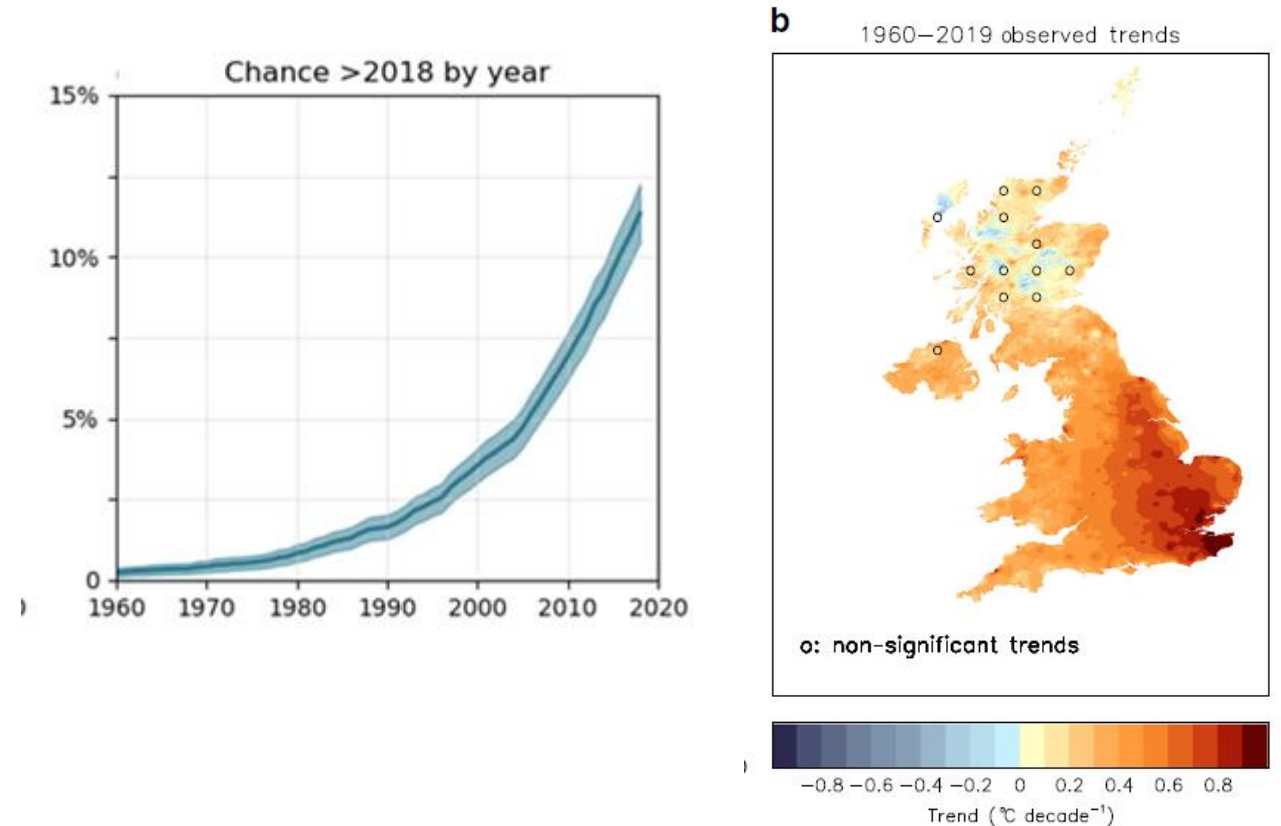 Chance >2018 by year
15%
10%
5%
0
1960 1970 1980 1990 2000 2010 2020
b
1960–2019 observed trends
o: non-significant trends
−0.8 −0.6 −0.4 −0.2 0 0.2 0.4 0.6 0.8
Trend (℃ decade⁻¹)